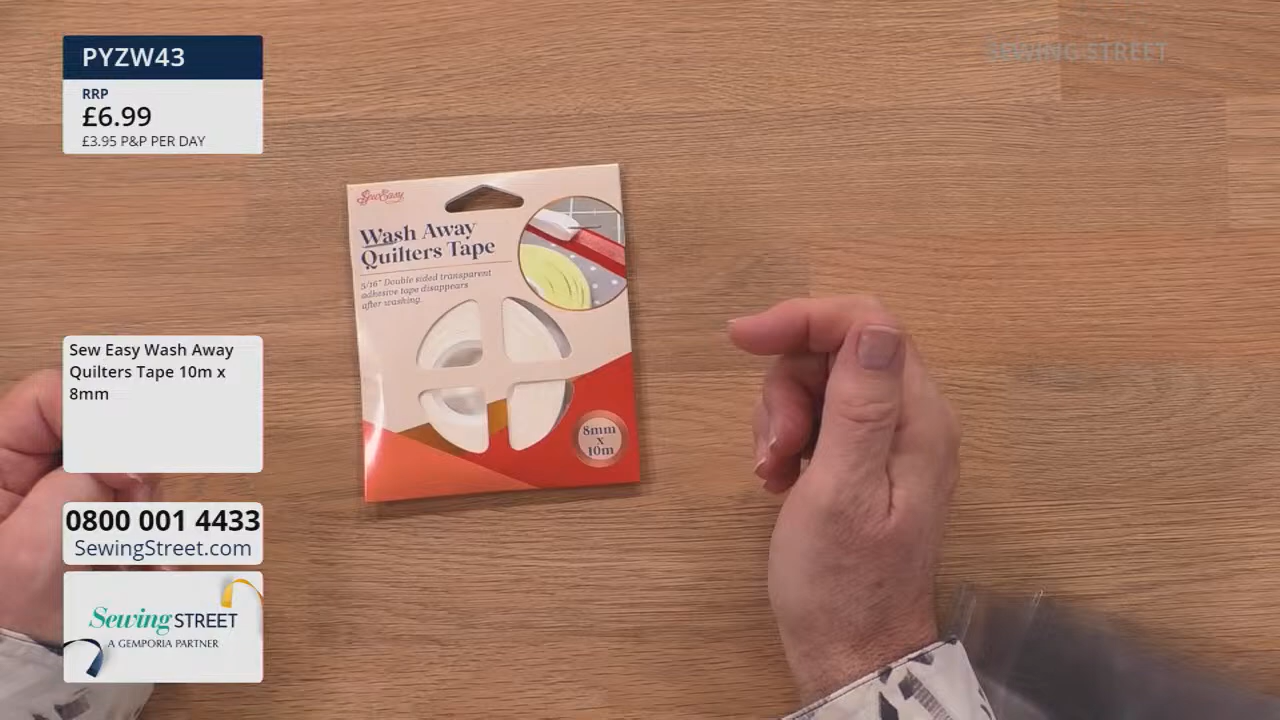 PYZW43
RRP
£6.99
£3.95 P&P PER DAY
SEWING STREET
SewEasy
Wash Away
Quilters Tape
5/16" Double sided transparent
adhesive tape disappears
after washing.
8mm
x
10m
Sew Easy Wash Away
Quilters Tape 10m x
8mm
0800 001 4433
SewingStreet.com
Sewing STREET
A GEMPORIA PARTNER